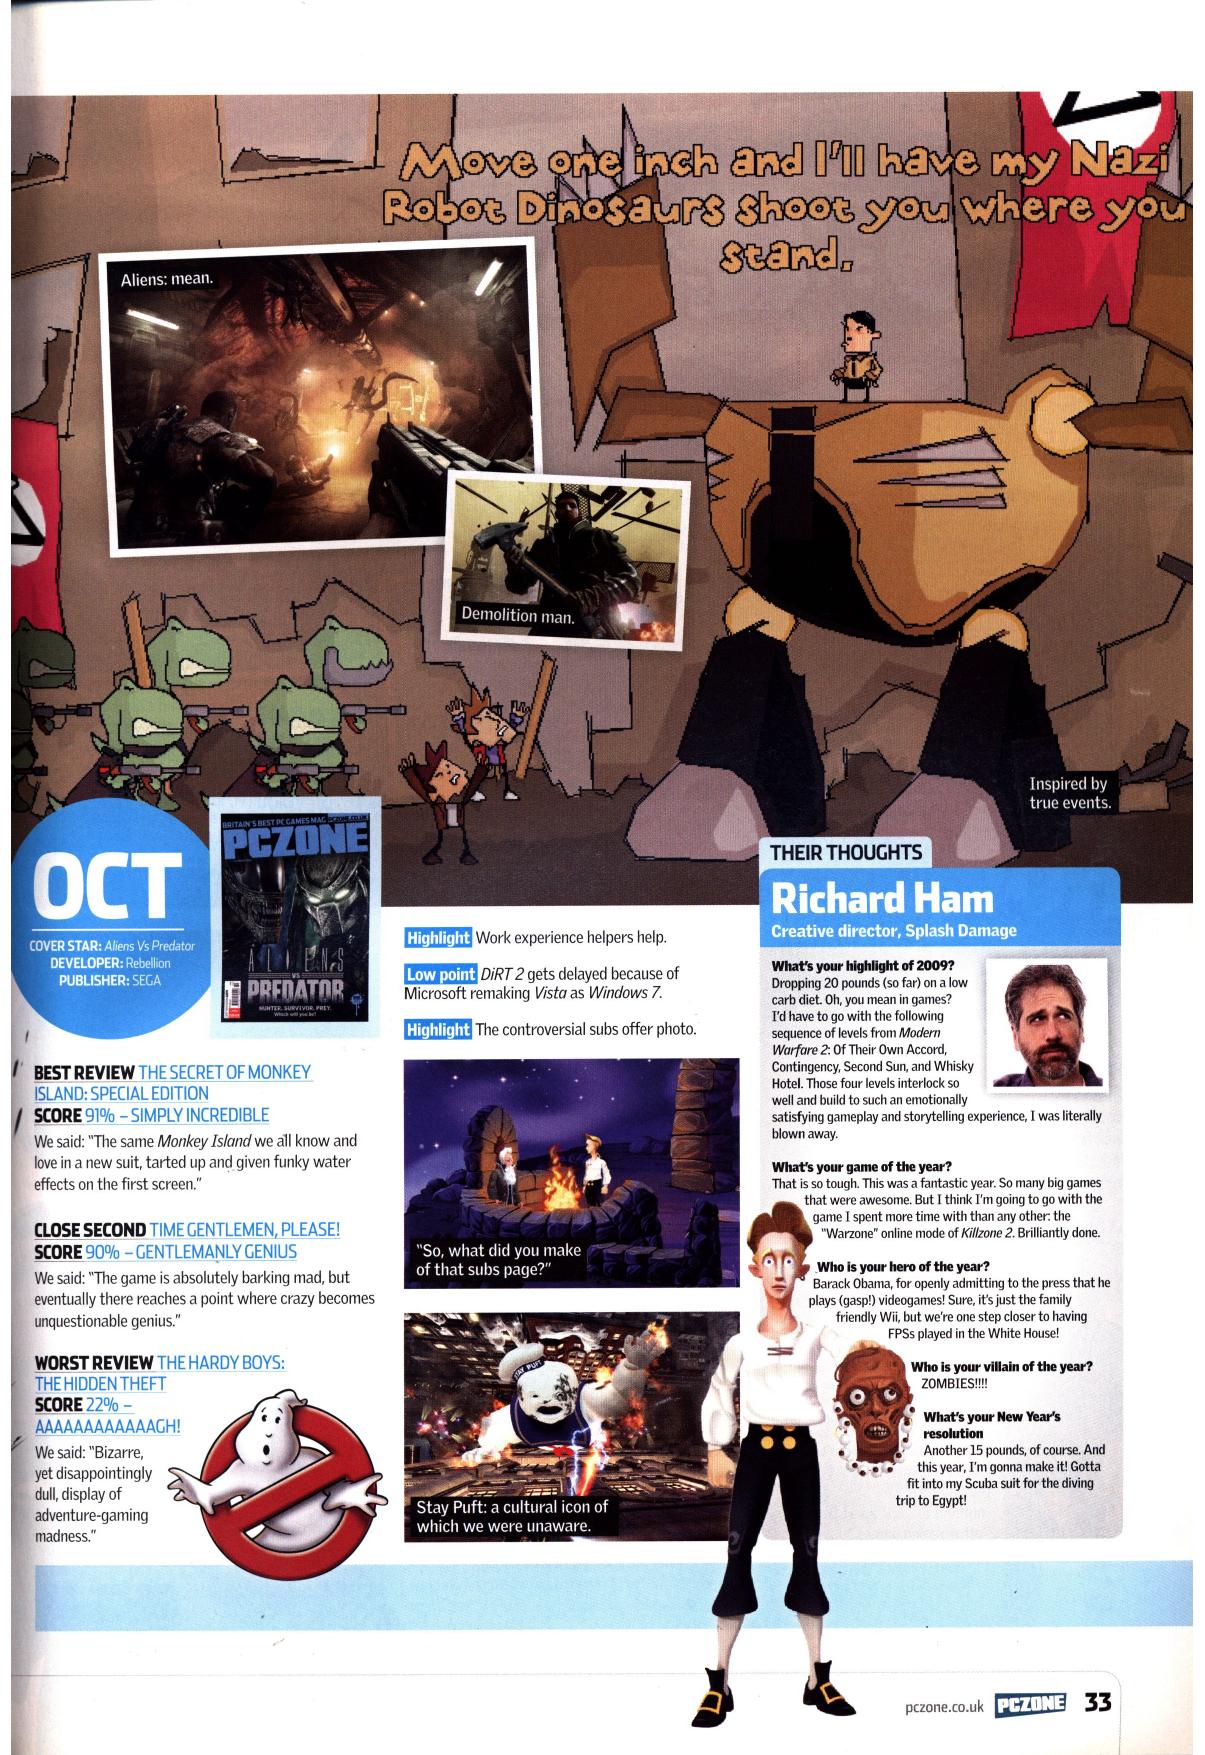 Move one inch and I'll have my Nazi
Robot Dinosaurs shoot you where you
stand.
Aliens: mean.
Demolition man.
Inspired by
true events.
OCT
COVER STAR: Aliens Vs Predator
DEVELOPER: Rebellion
PUBLISHER: SEGA
BRITAIN'S BEST PC GAMES MAG PCZONE.CO.UK
PCZONE
ALIENS
VS
PREDATOR
HUNTER. SURVIVOR. PREY.
Which will you be?
BEST REVIEW THE SECRET OF MONKEY
ISLAND: SPECIAL EDITION
SCORE 91% – SIMPLY INCREDIBLE
We said: "The same Monkey Island we all know and
love in a new suit, tarted up and given funky water
effects on the first screen."
CLOSE SECOND TIME GENTLEMEN, PLEASE!
SCORE 90% – GENTLEMANLY GENIUS
We said: "The game is absolutely barking mad, but
eventually there reaches a point where crazy becomes
unquestionable genius."
WORST REVIEW THE HARDY BOYS:
THE HIDDEN THEFT
SCORE 22% –
AAAAAAAAAAAAGH!
We said: "Bizarre,
yet disappointingly
dull, display of
adventure-gaming
madness."
Highlight Work experience helpers help.
Low point DiRT 2 gets delayed because of
Microsoft remaking Vista as Windows 7.
Highlight The controversial subs offer photo.
"So, what did you make
of that subs page?"
STAY PUFT
Stay Puft: a cultural icon of
which we were unaware.
THEIR THOUGHTS
Richard Ham
Creative director, Splash Damage
What's your highlight of 2009?
Dropping 20 pounds (so far) on a low
carb diet. Oh, you mean in games?
I'd have to go with the following
sequence of levels from Modern
Warfare 2: Of Their Own Accord,
Contingency, Second Sun, and Whisky
Hotel. Those four levels interlock so
well and build to such an emotionally
satisfying gameplay and storytelling experience, I was literally
blown away.
What's your game of the year?
That is so tough. This was a fantastic year. So many big games
that were awesome. But I think I'm going to go with the
game I spent more time with than any other: the
"Warzone" online mode of Killzone 2. Brilliantly done.
Who is your hero of the year?
Barack Obama, for openly admitting to the press that he
plays (gasp!) videogames! Sure, it's just the family
friendly Wii, but we're one step closer to having
FPSs played in the White House!
Who is your villain of the year?
ZOMBIES!!!!
What's your New Year's
resolution
Another 15 pounds, of course. And
this year, I'm gonna make it! Gotta
fit into my Scuba suit for the diving
trip to Egypt!
pczone.co.uk PCZONE 33